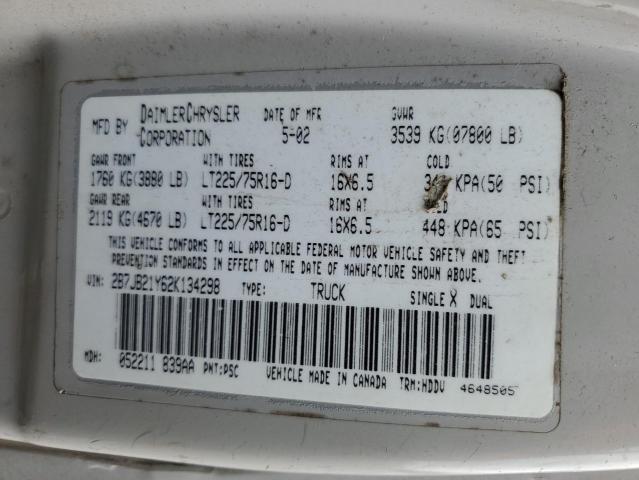 MFD BY DAIMLERCHRYSLER CORPORATION DATE OF MFR 5-02 GVWR 3539 KG(07800 LB)
GAWR FRONT WITH TIRES RIMS AT COLD
1760 KG(3880 LB) LT225/75R16-D 16X6.5 KPA(50 PSI)
GAWR REAR WITH TIRES RIMS AT
2119 KG(4670 LB) LT225/75R16-D 16X6.5 448 KPA(65 PSI)
THIS VEHICLE CONFORMS TO ALL APPLICABLE FEDERAL MOTOR VEHICLE SAFETY AND THEFT
PREVENTION STANDARDS IN EFFECT ON THE DATE OF MANUFACTURE SHOWN ABOVE.
VIN: 2B7JB21Y62K134298 TYPE: TRUCK SINGLE X DUAL
MDH: 052211 839AA PNT:PSC VEHICLE MADE IN CANADA TRM:HDDV 4648505